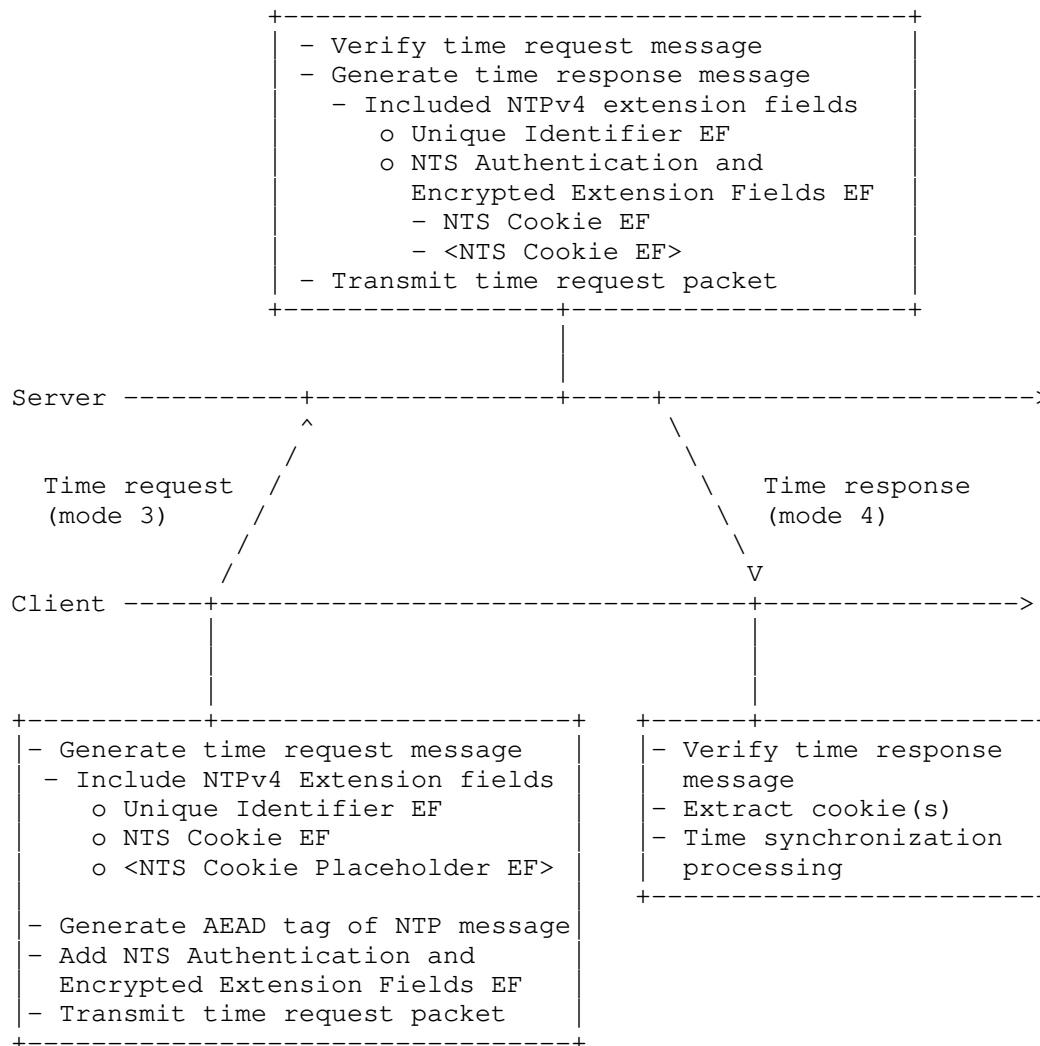 - Verify time request message
- Generate time response message
- Included NTPv4 extension fields
o Unique Identifier EF
o NTS Authentication and
Encrypted Extension Fields EF
- NTS Cookie EF
- <NTS Cookie EF>
- Transmit time request packet
Server
Time request
(mode 3)
Time response
(mode 4)
Client
- Generate time request message
- Include NTPv4 Extension fields
o Unique Identifier EF
o NTS Cookie EF
o <NTS Cookie Placeholder EF>
- Generate AEAD tag of NTP message
- Add NTS Authentication and
Encrypted Extension Fields EF
- Transmit time request packet
- Verify time response
message
- Extract cookie(s)
- Time synchronization
processing